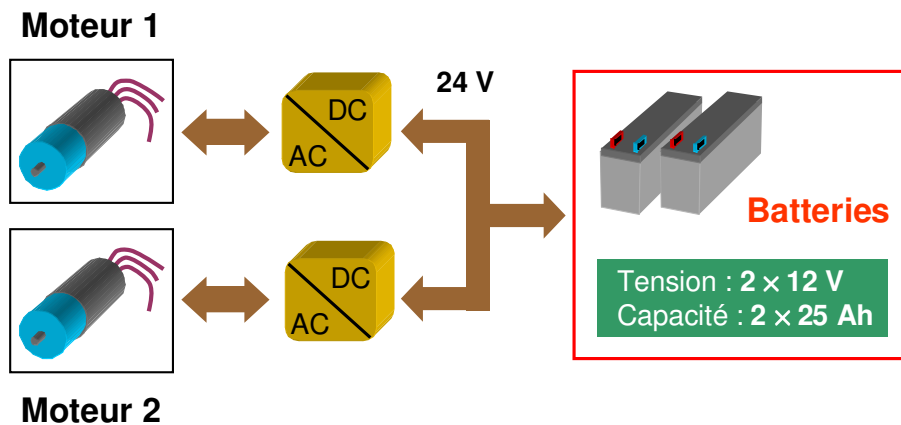 Moteur 1
24 V
DC
AC
Batteries
Tension : 2 × 12 V
Capacité : 2 × 25 Ah
DC
AC
Moteur 2